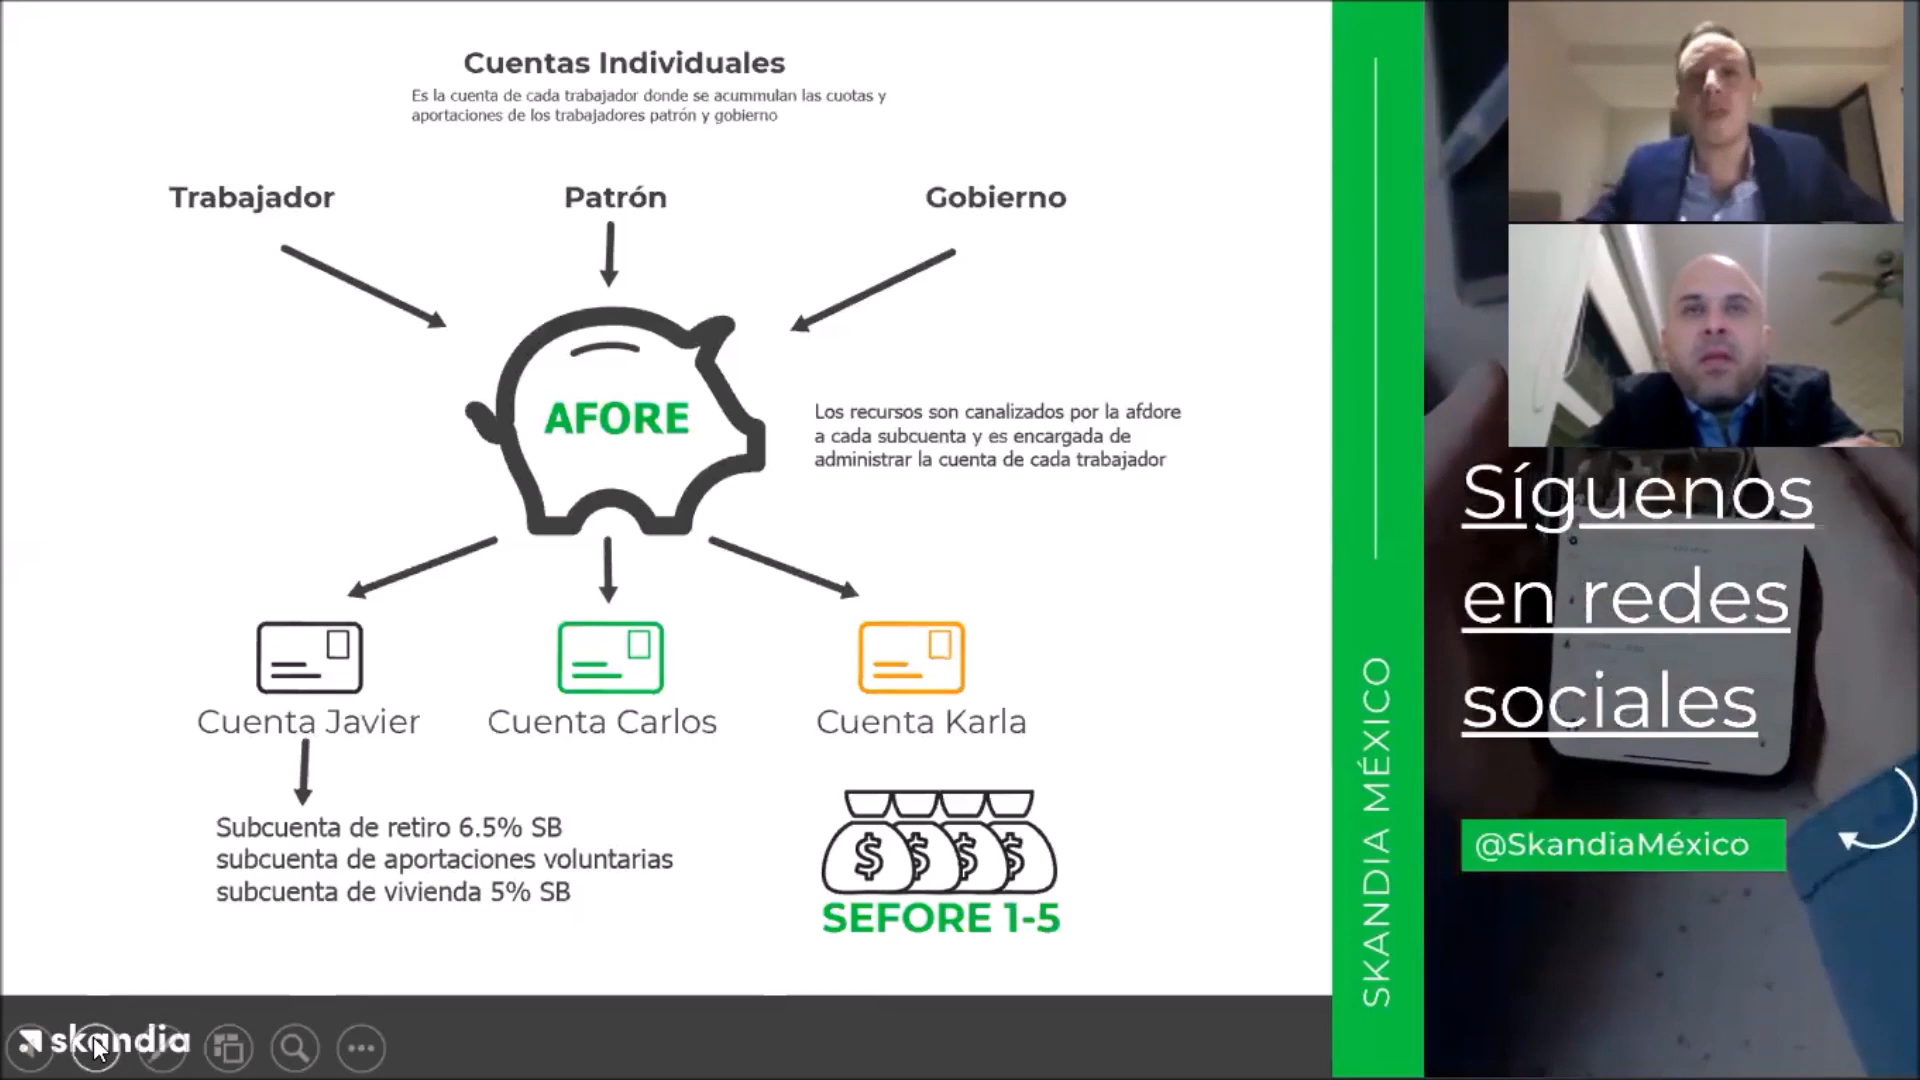 Cuentas Individuales
Es la cuenta de cada trabajador donde se acummulan las cuotas y
aportaciones de los trabajadores patrón y gobierno
Trabajador
Patrón
Gobierno
AFORE
Los recursos son canalizados por la afdore
a cada subcuenta y es encargada de
administrar la cuenta de cada trabajador
Cuenta Javier
Cuenta Carlos
Cuenta Karla
Subcuenta de retiro 6.5% SB
subcuenta de aportaciones voluntarias
subcuenta de vivienda 5% SB
$ $ $ $
SEFORE 1-5
skandia
SKANDIA MÉXICO
Síguenos
en redes
sociales
@SkandiaMéxico